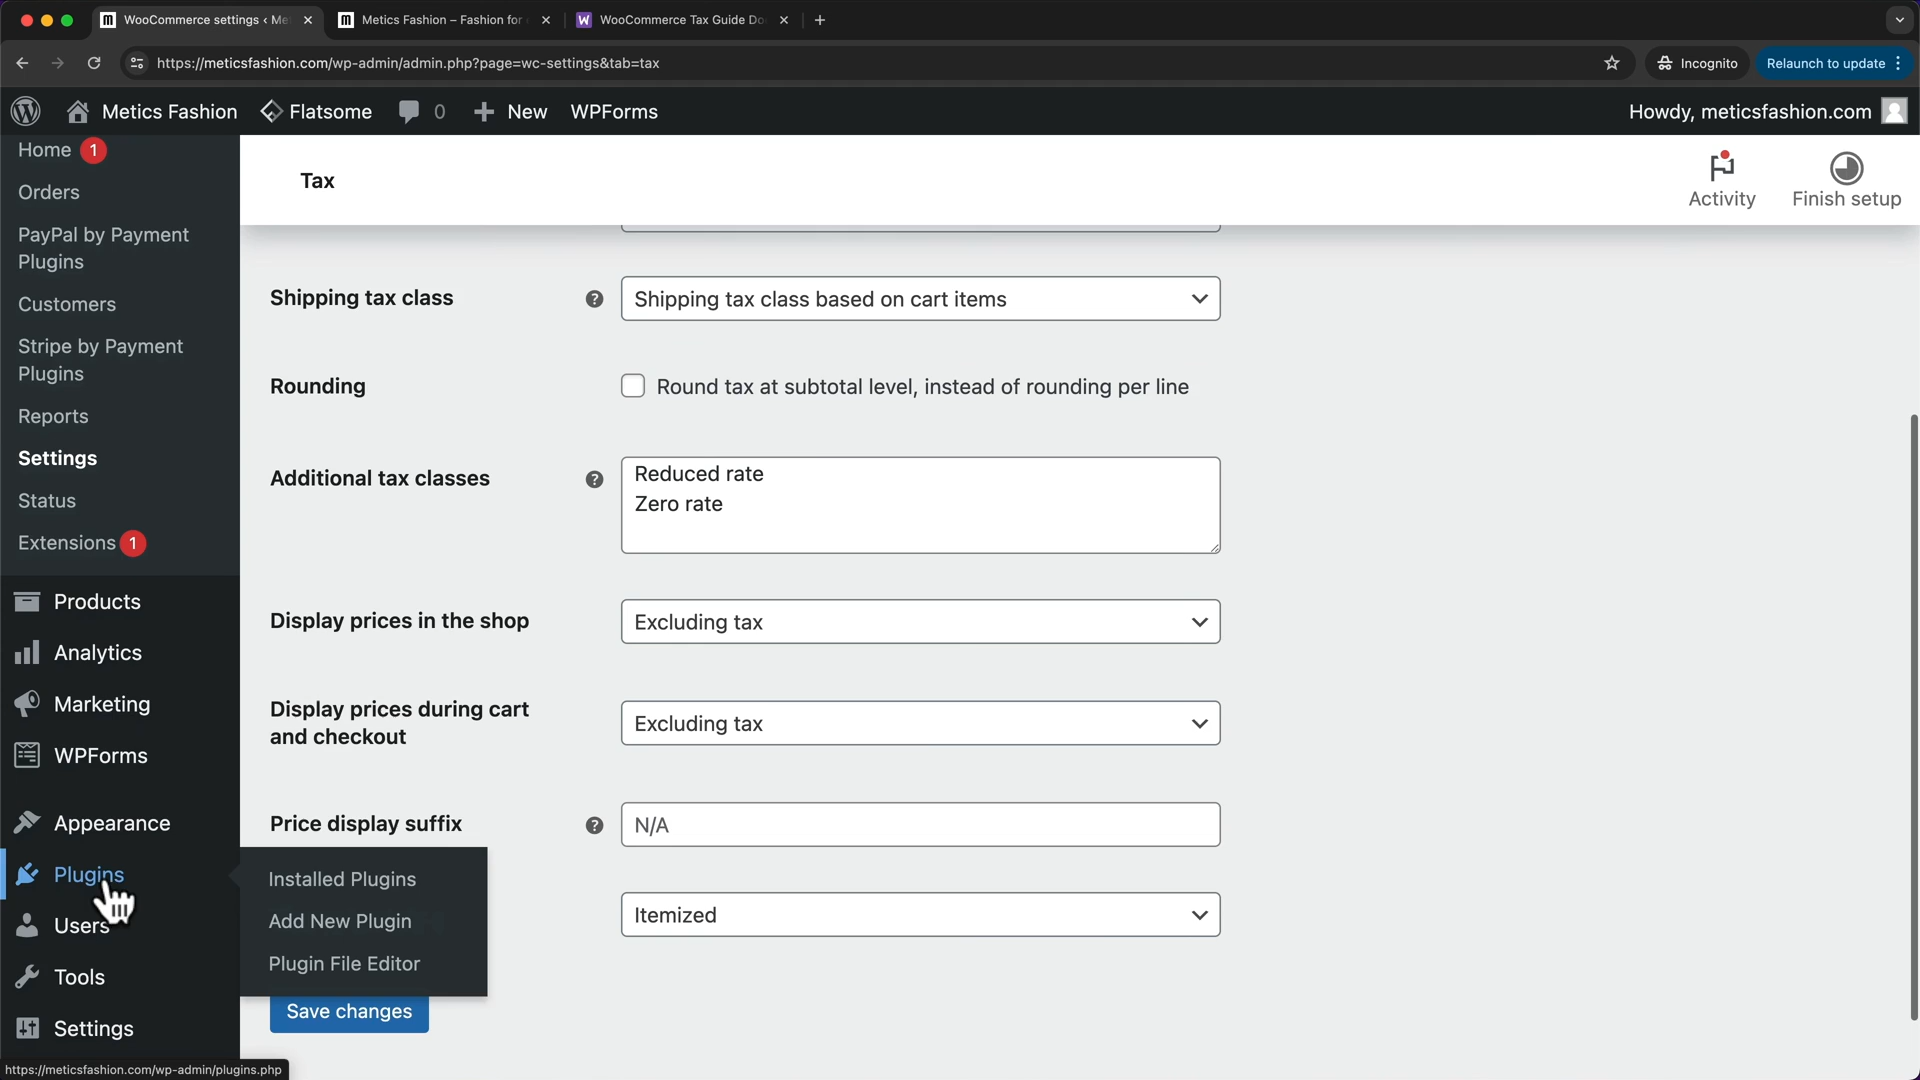 WooCommerce settings ‹ Me
Metics Fashion – Fashion for
WooCommerce Tax Guide Do
https://meticsfashion.com/wp-admin/admin.php?page=wc-settings&tab=tax
Incognito
Relaunch to update
Metics Fashion
Flatsome
0
New
WPForms
Howdy, meticsfashion.com
Home 1
Orders
PayPal by Payment
Plugins
Customers
Stripe by Payment
Plugins
Reports
Settings
Status
Extensions 1
Products
Analytics
Marketing
WPForms
Appearance
Plugins
Users
Tools
Settings
Installed Plugins
Add New Plugin
Plugin File Editor
Tax
Activity
Finish setup
Shipping tax class
Shipping tax class based on cart items
Rounding
Round tax at subtotal level, instead of rounding per line
Additional tax classes
Reduced rate
Zero rate
Display prices in the shop
Excluding tax
Display prices during cart
and checkout
Excluding tax
Price display suffix
N/A
Itemized
Save changes
https://meticsfashion.com/wp-admin/plugins.php